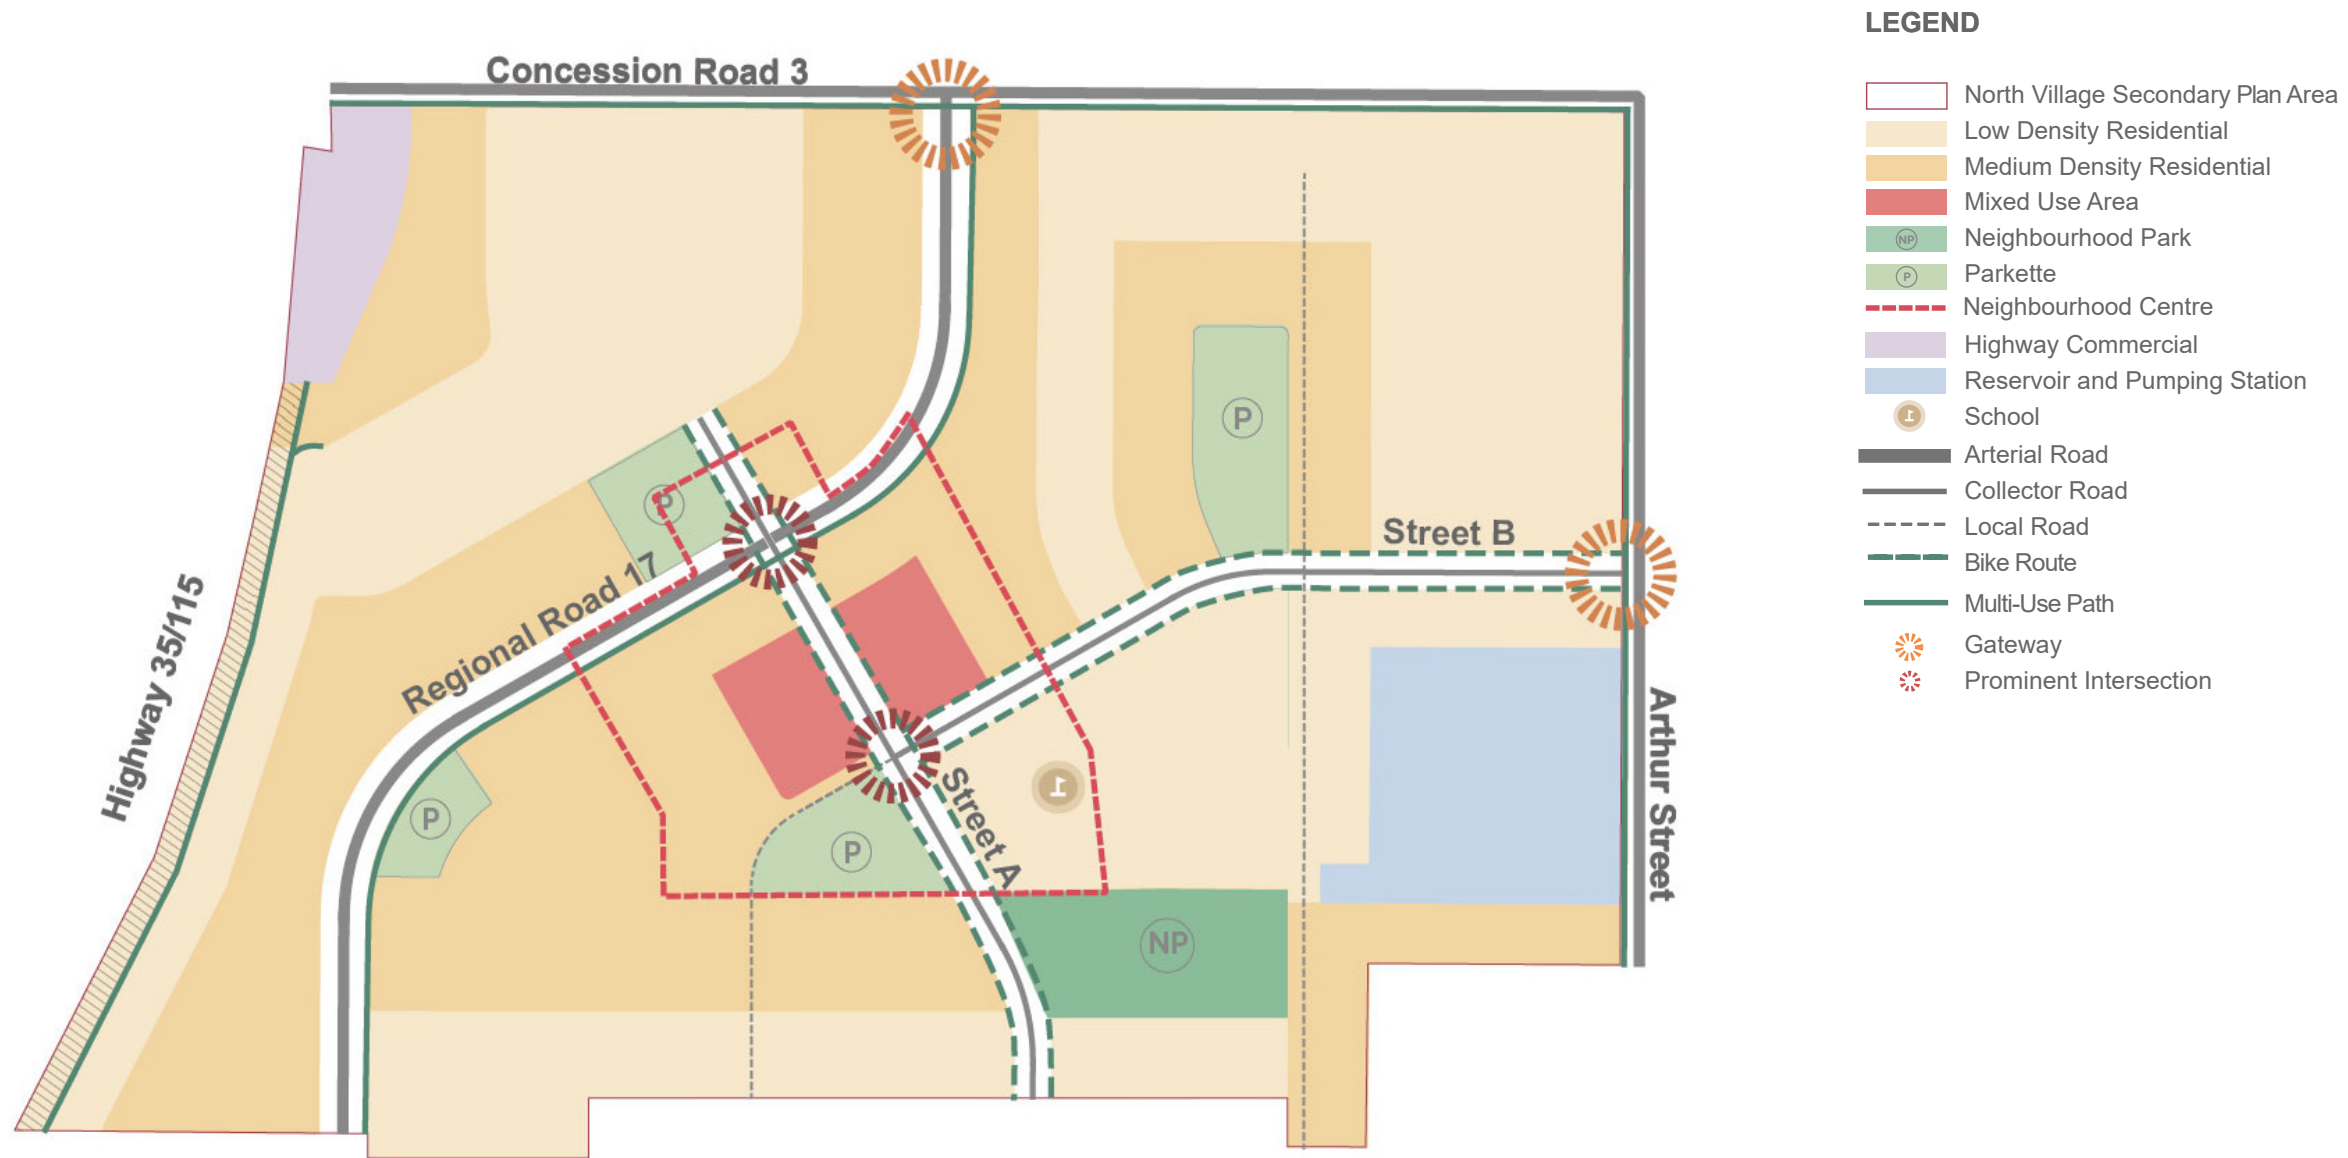 LEGEND
Concession Road 3
North Village Secondary Plan Area
Low Density Residential
Medium Density Residential
Mixed Use Area
NP
Neighbourhood Park
P
Parkette
Neighbourhood Centre
Highway Commercial
Reservoir and Pumping Station
School
Arterial Road
Collector Road
Local Road
Bike Route
Multi-Use Path
Gateway
Prominent Intersection
P
P
Street B
Regional Road 17
Highway 35/115
Arthur Street
Street A
P
P
NP